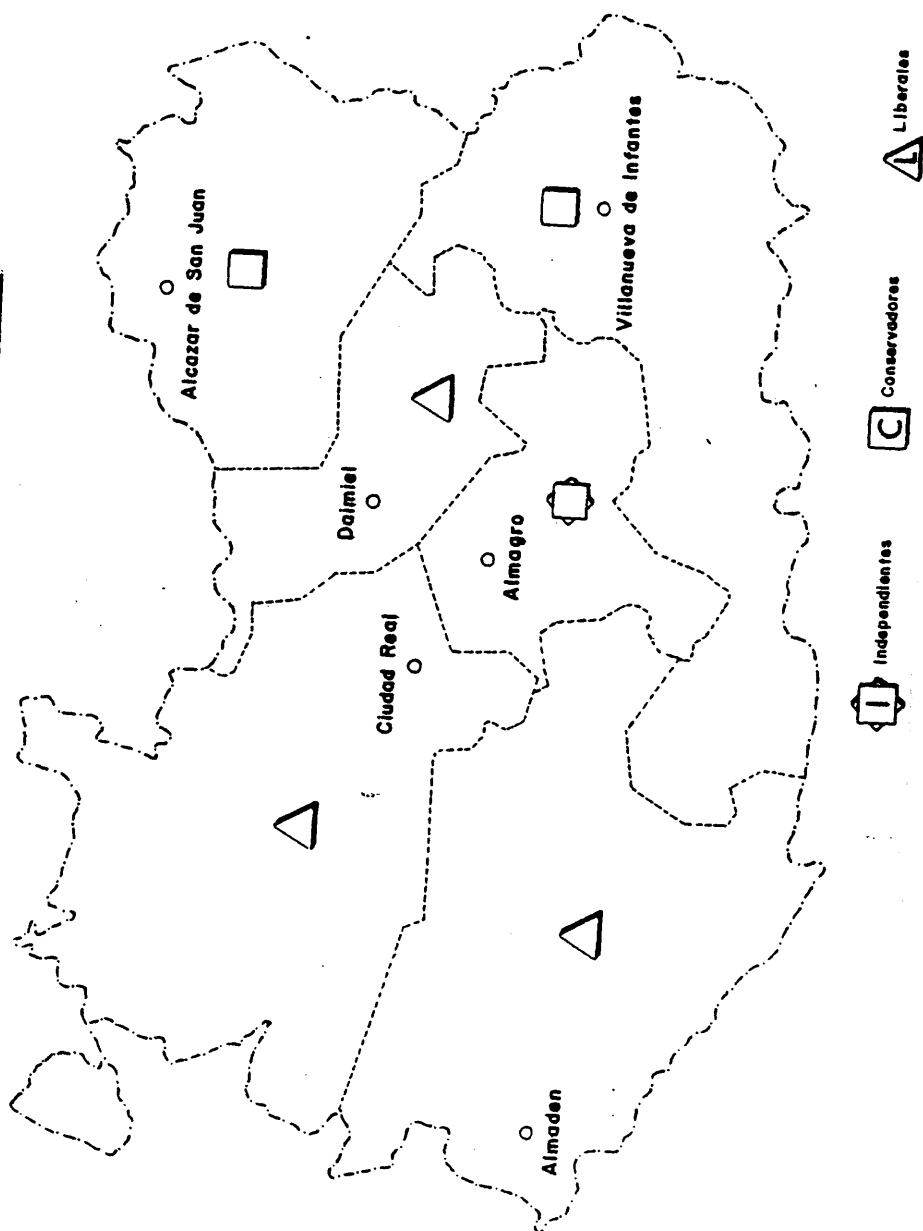 Alcazar de San Juan
Daimiel
Ciudad Real
Almagro
Villanueva de Infantes
Almaden
I Independientes
C Conservadores
L Liberales